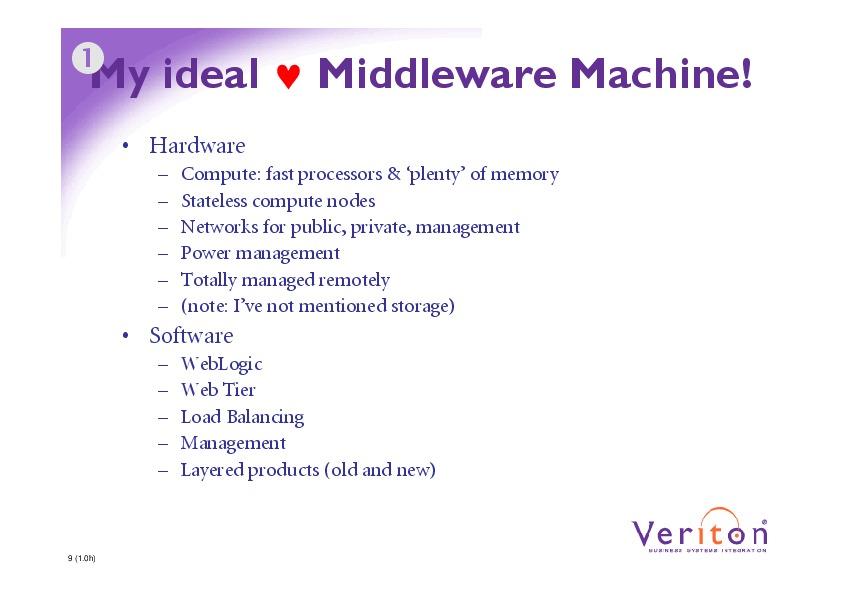 1
My ideal ♥ Middleware Machine!
• Hardware
– Compute: fast processors & ‘plenty’ of memory
– Stateless compute nodes
– Networks for public, private, management
– Power management
– Totally managed remotely
– (note: I’ve not mentioned storage)
• Software
– WebLogic
– Web Tier
– Load Balancing
– Management
– Layered products (old and new)
Veriton®
BUSINESS SYSTEMS INTEGRATION
9 (1.0h)